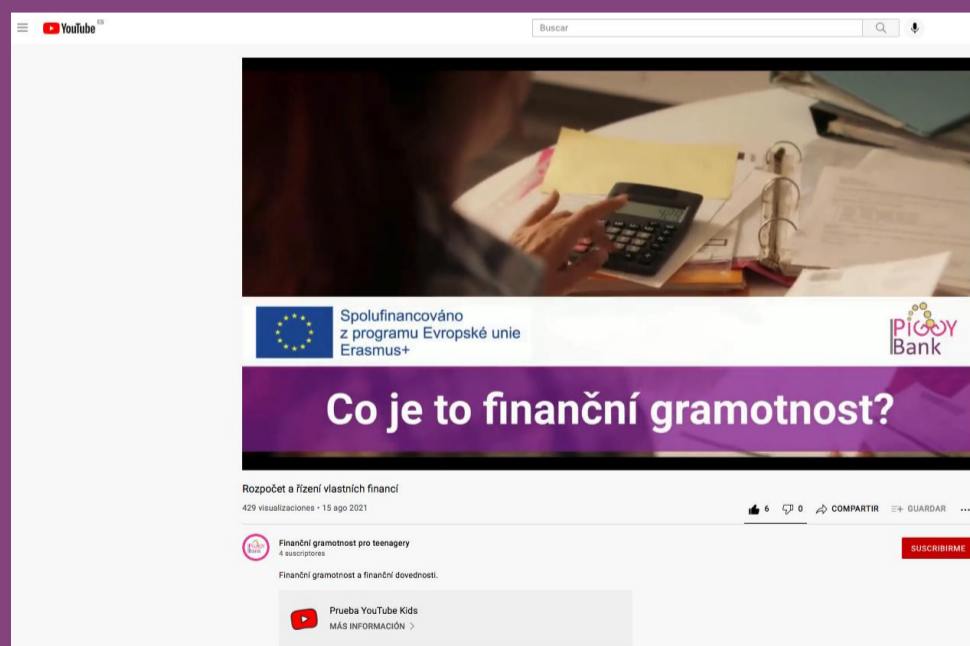 YouTube ES
Buscar
Spolufinancováno
z programu Evropské unie
Erasmus+
PiGGY
Bank
Co je to finanční gramotnost?
Rozpočet a řízení vlastních financí
429 visualizaciones • 15 ago 2021
6 0 COMPARTIR GUARDAR ...
Finanční gramotnost pro teenagery
4 suscriptores
SUSCRIBIRME
Finanční gramotnost a finanční dovednosti.
Prueba YouTube Kids
MÁS INFORMACIÓN